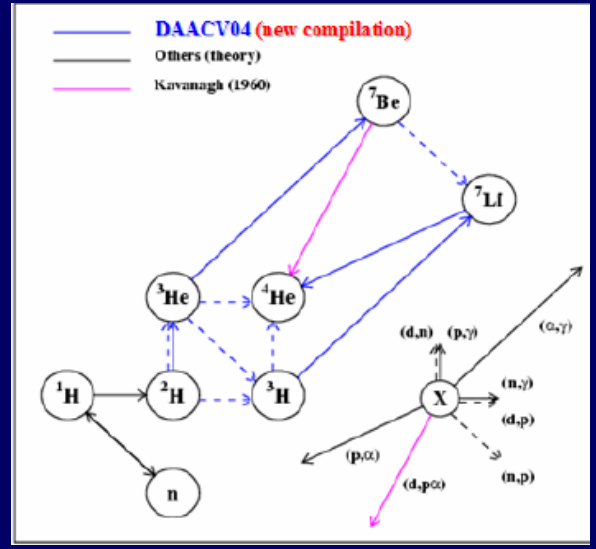 DAACV04 (new compilation)
Others (theory)
Kavanagh (1960)
⁷Be
⁷Li
³He
⁴He
(d,n) (p,γ)
(α,γ)
¹H
²H
³H
X
(n,γ)
(d,p)
(p,α)
(n,p)
(d,pα)
n